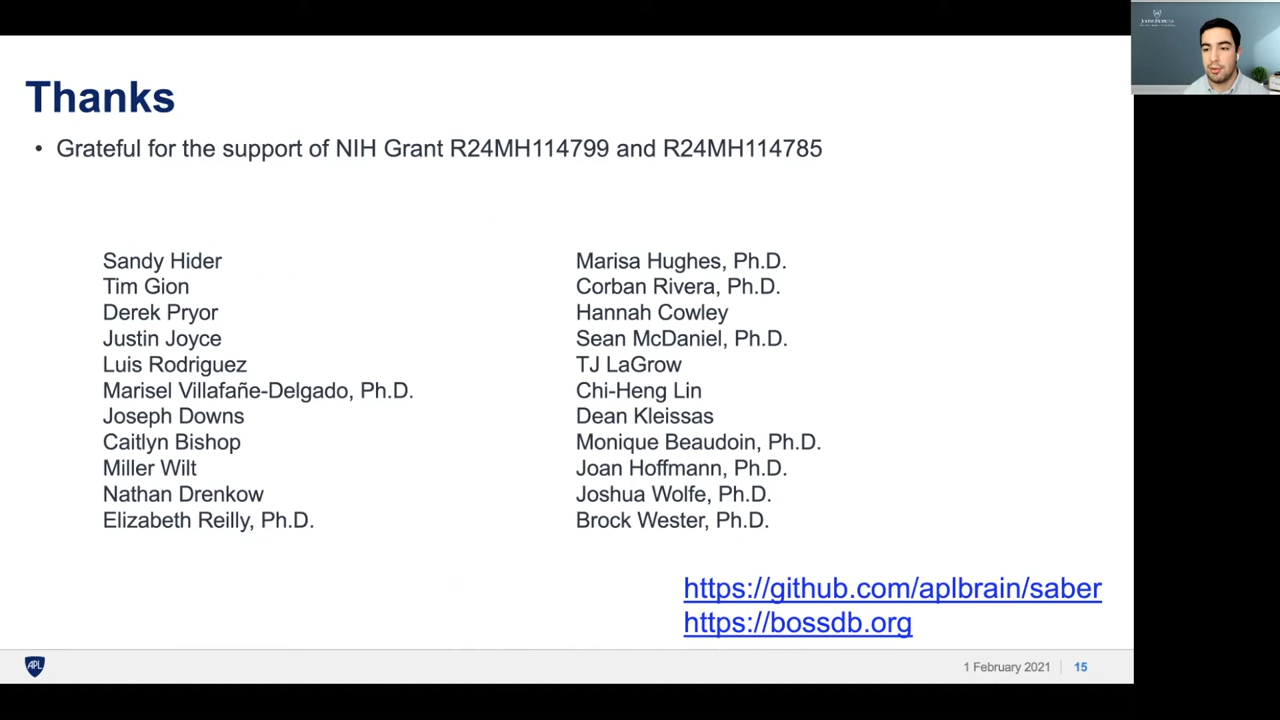 Thanks
• Grateful for the support of NIH Grant R24MH114799 and R24MH114785
Sandy Hider
Tim Gion
Derek Pryor
Justin Joyce
Luis Rodriguez
Marisel Villafañe-Delgado, Ph.D.
Joseph Downs
Caitlyn Bishop
Miller Wilt
Nathan Drenkow
Elizabeth Reilly, Ph.D.
Marisa Hughes, Ph.D.
Corban Rivera, Ph.D.
Hannah Cowley
Sean McDaniel, Ph.D.
TJ LaGrow
Chi-Heng Lin
Dean Kleissas
Monique Beaudoin, Ph.D.
Joan Hoffmann, Ph.D.
Joshua Wolfe, Ph.D.
Brock Wester, Ph.D.
https://github.com/aplbrain/saber
https://bossdb.org
APL
1 February 2021
15